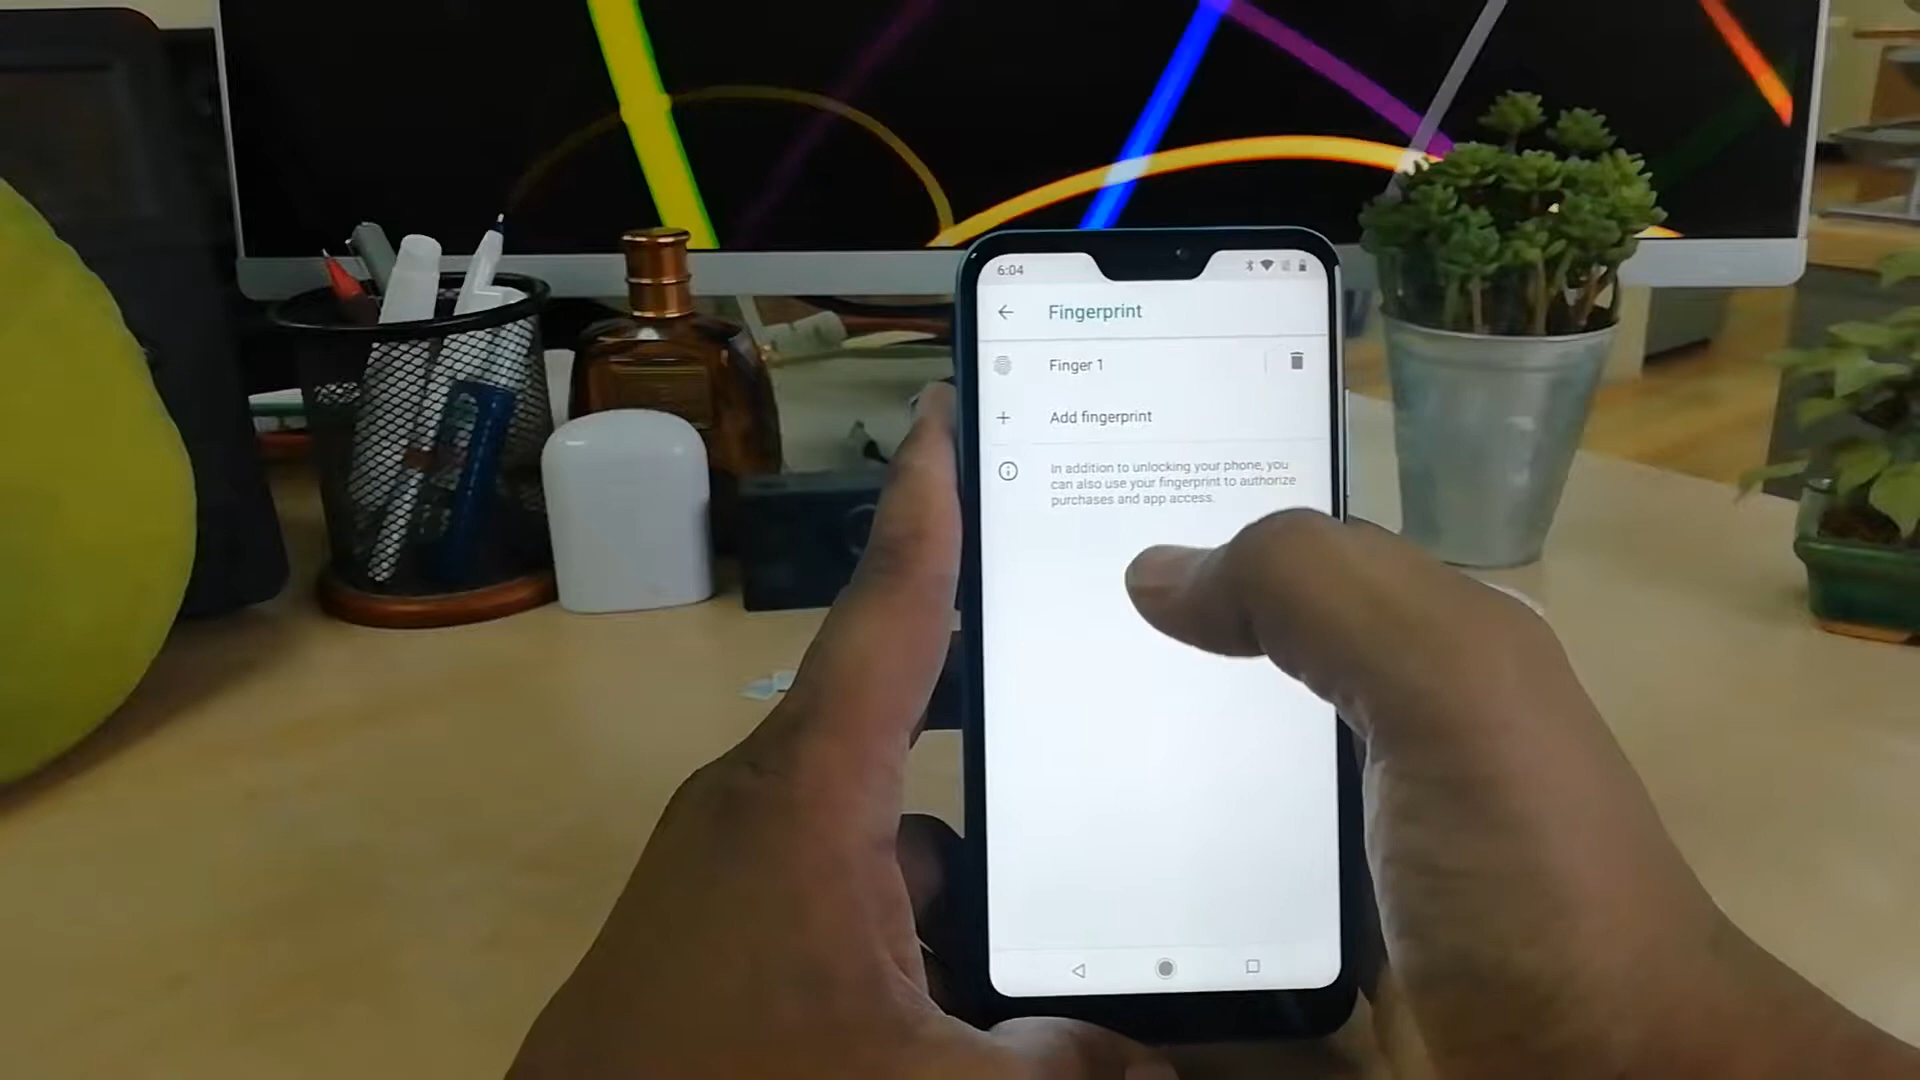 6:04
Fingerprint
Finger 1
Add fingerprint
In addition to unlocking your phone, you
can also use your fingerprint to authorize
purchases and app access.